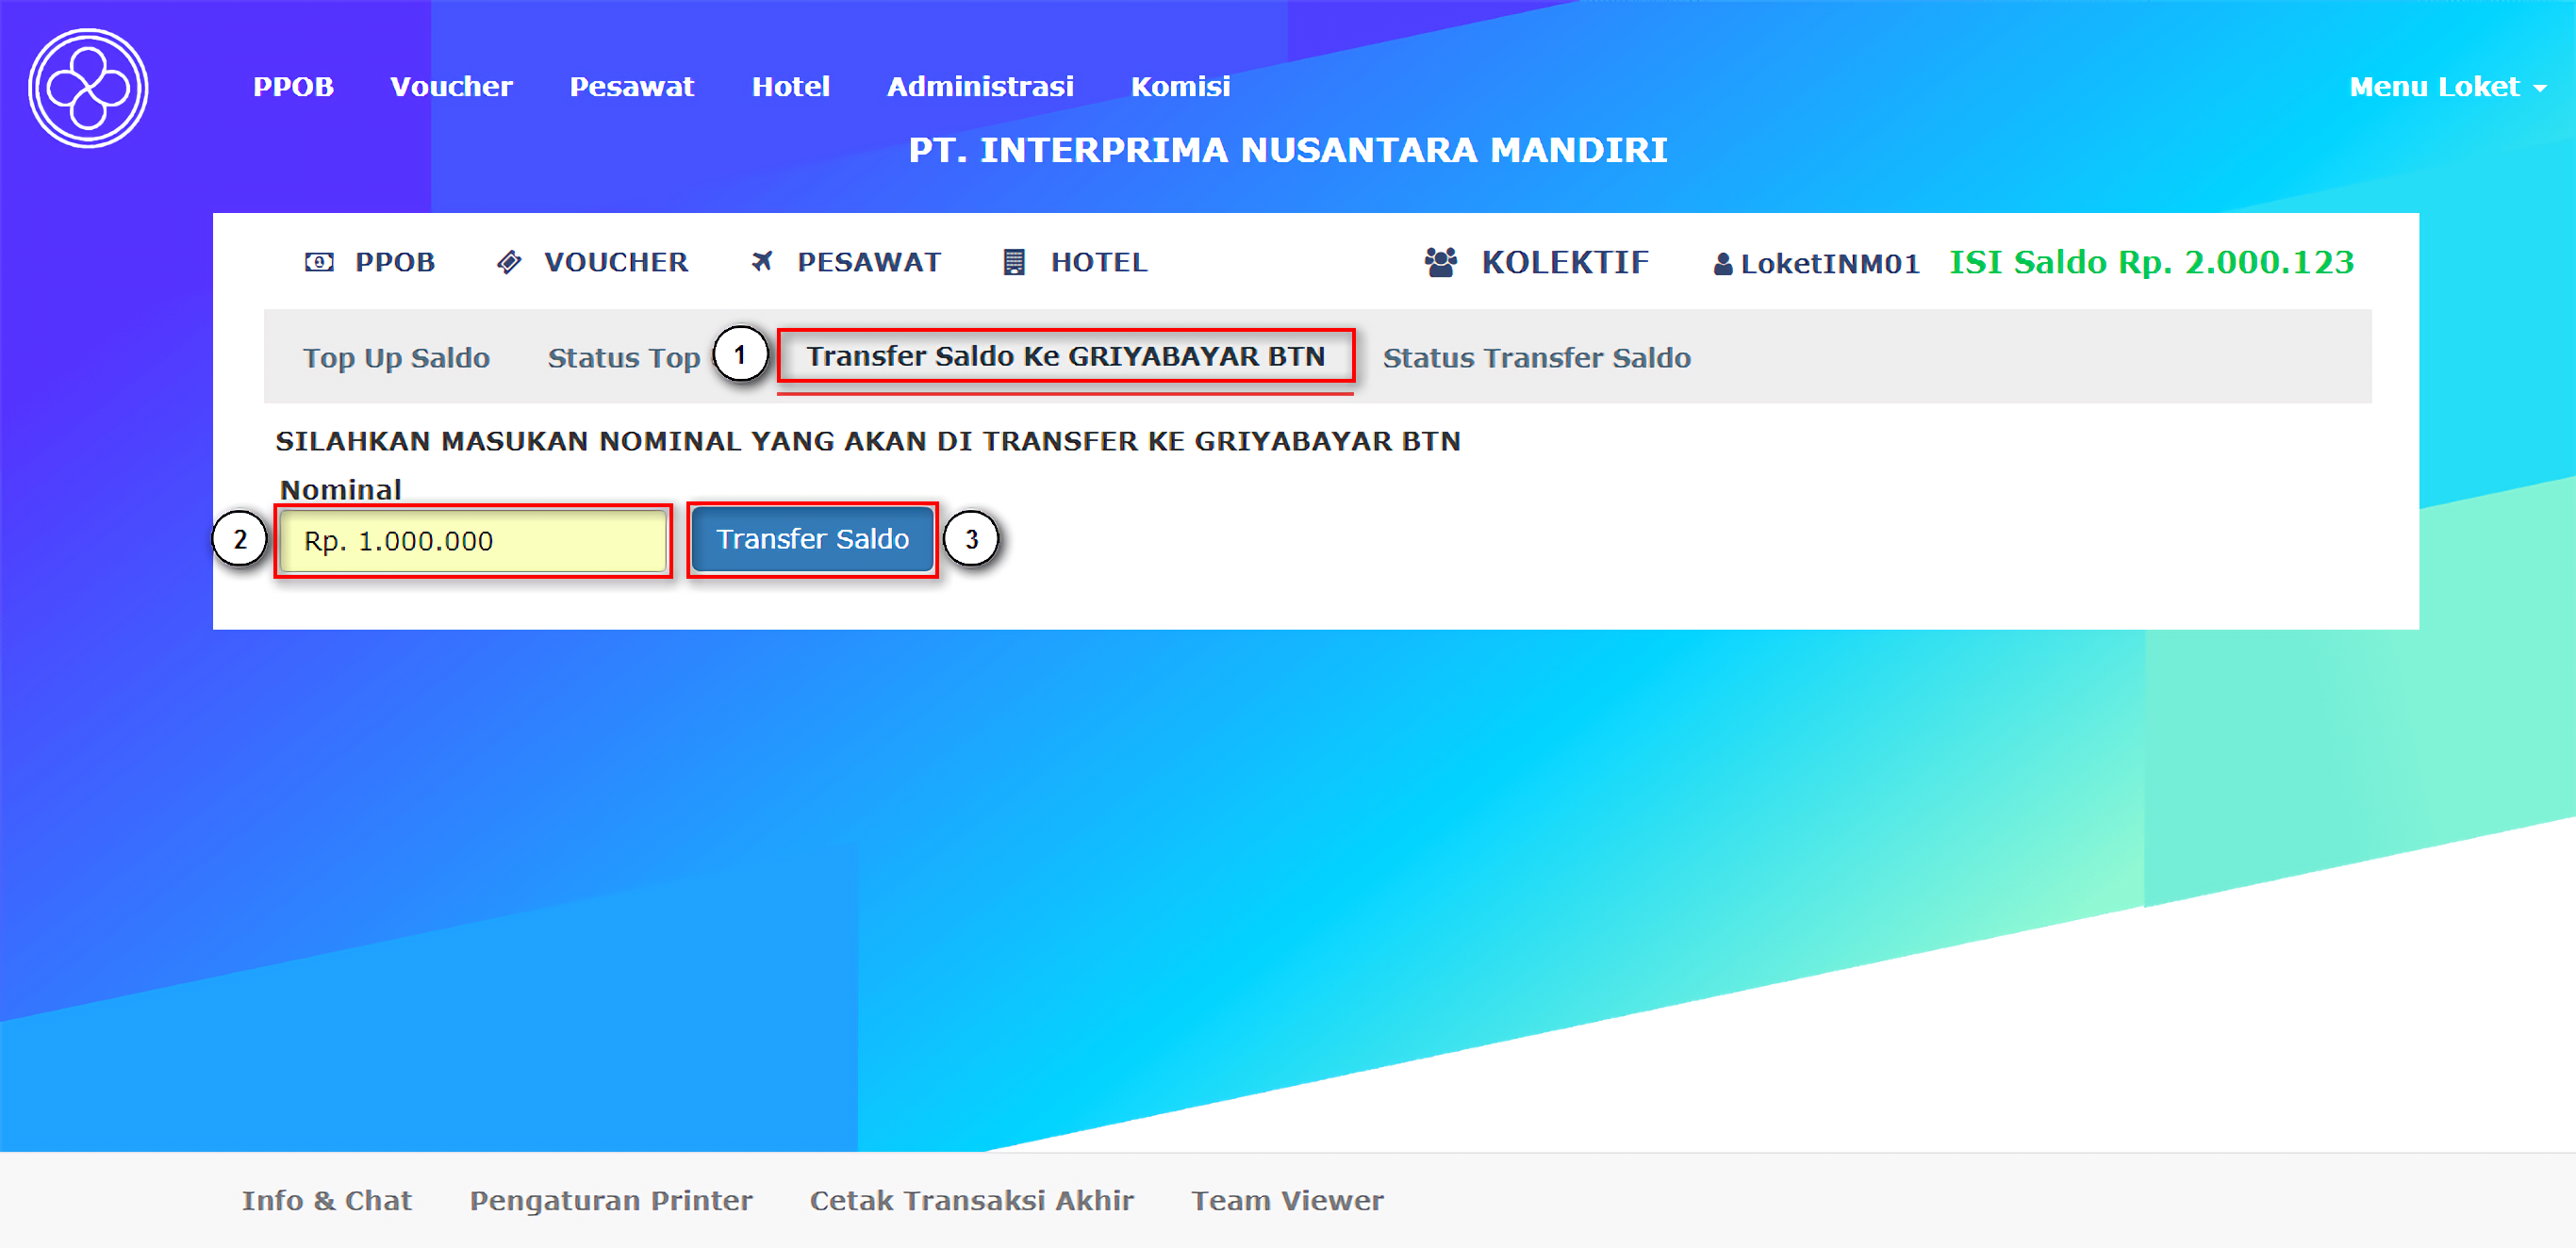 PPOB Voucher Pesawat Hotel Administrasi Komisi Menu Loket
PT. INTERPRIMA NUSANTARA MANDIRI
PPOB VOUCHER PESAWAT HOTEL KOLEKTIF LoketINM01 ISI Saldo Rp. 2.000.123
Top Up Saldo Status Top 1 Transfer Saldo Ke GRIYABAYAR BTN Status Transfer Saldo
SILAHKAN MASUKAN NOMINAL YANG AKAN DI TRANSFER KE GRIYABAYAR BTN
Nominal
2 Rp. 1.000.000 Transfer Saldo 3
Info & Chat Pengaturan Printer Cetak Transaksi Akhir Team Viewer